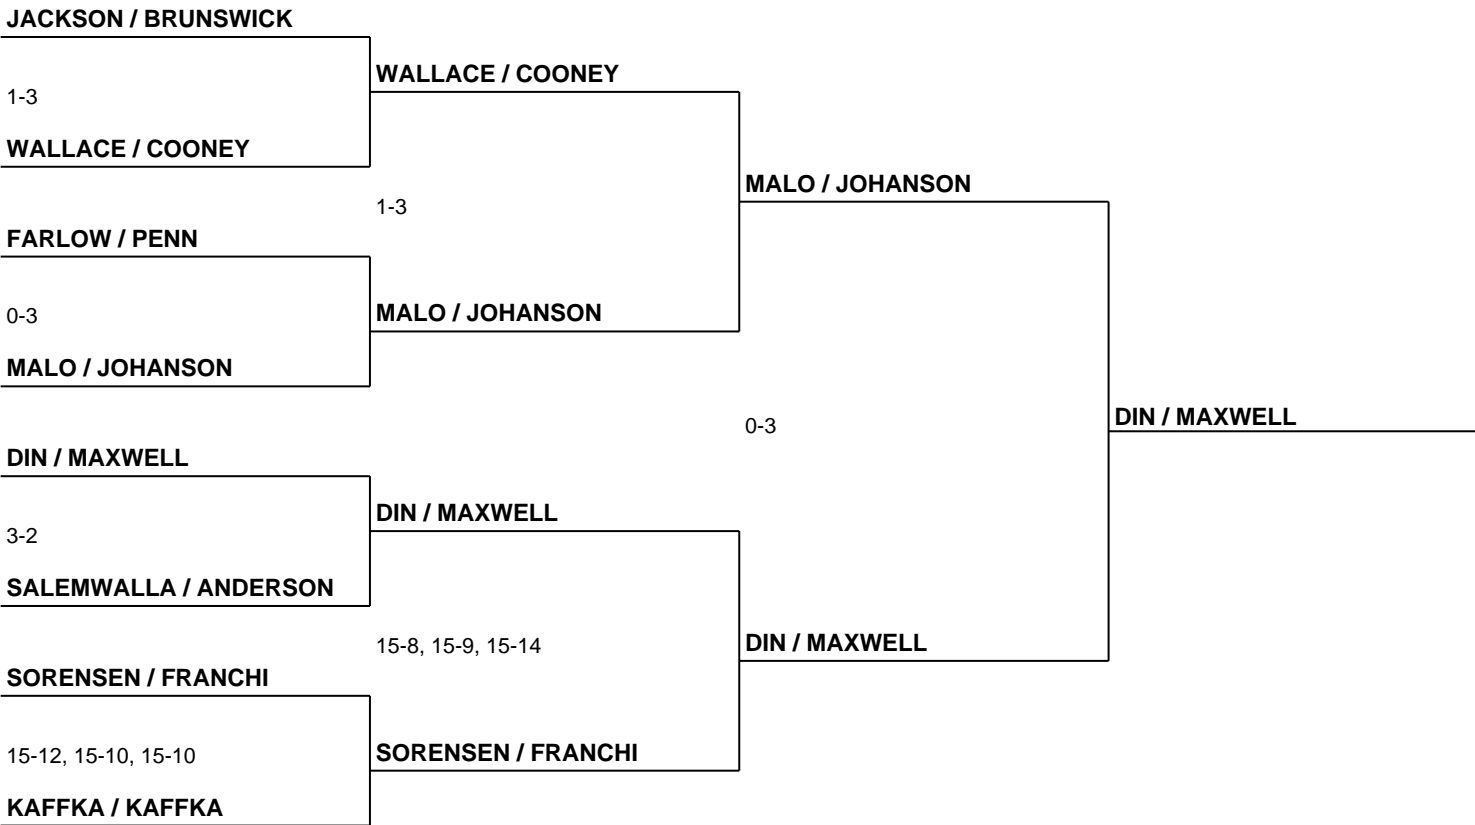 JACKSON / BRUNSWICK
WALLACE / COONEY
1-3
WALLACE / COONEY
MALO / JOHANSON
1-3
FARLOW / PENN
MALO / JOHANSON
0-3
MALO / JOHANSON
DIN / MAXWELL
0-3
DIN / MAXWELL
DIN / MAXWELL
3-2
SALEMWALLA / ANDERSON
DIN / MAXWELL
15-8, 15-9, 15-14
SORENSEN / FRANCHI
SORENSEN / FRANCHI
15-12, 15-10, 15-10
KAFFKA / KAFFKA